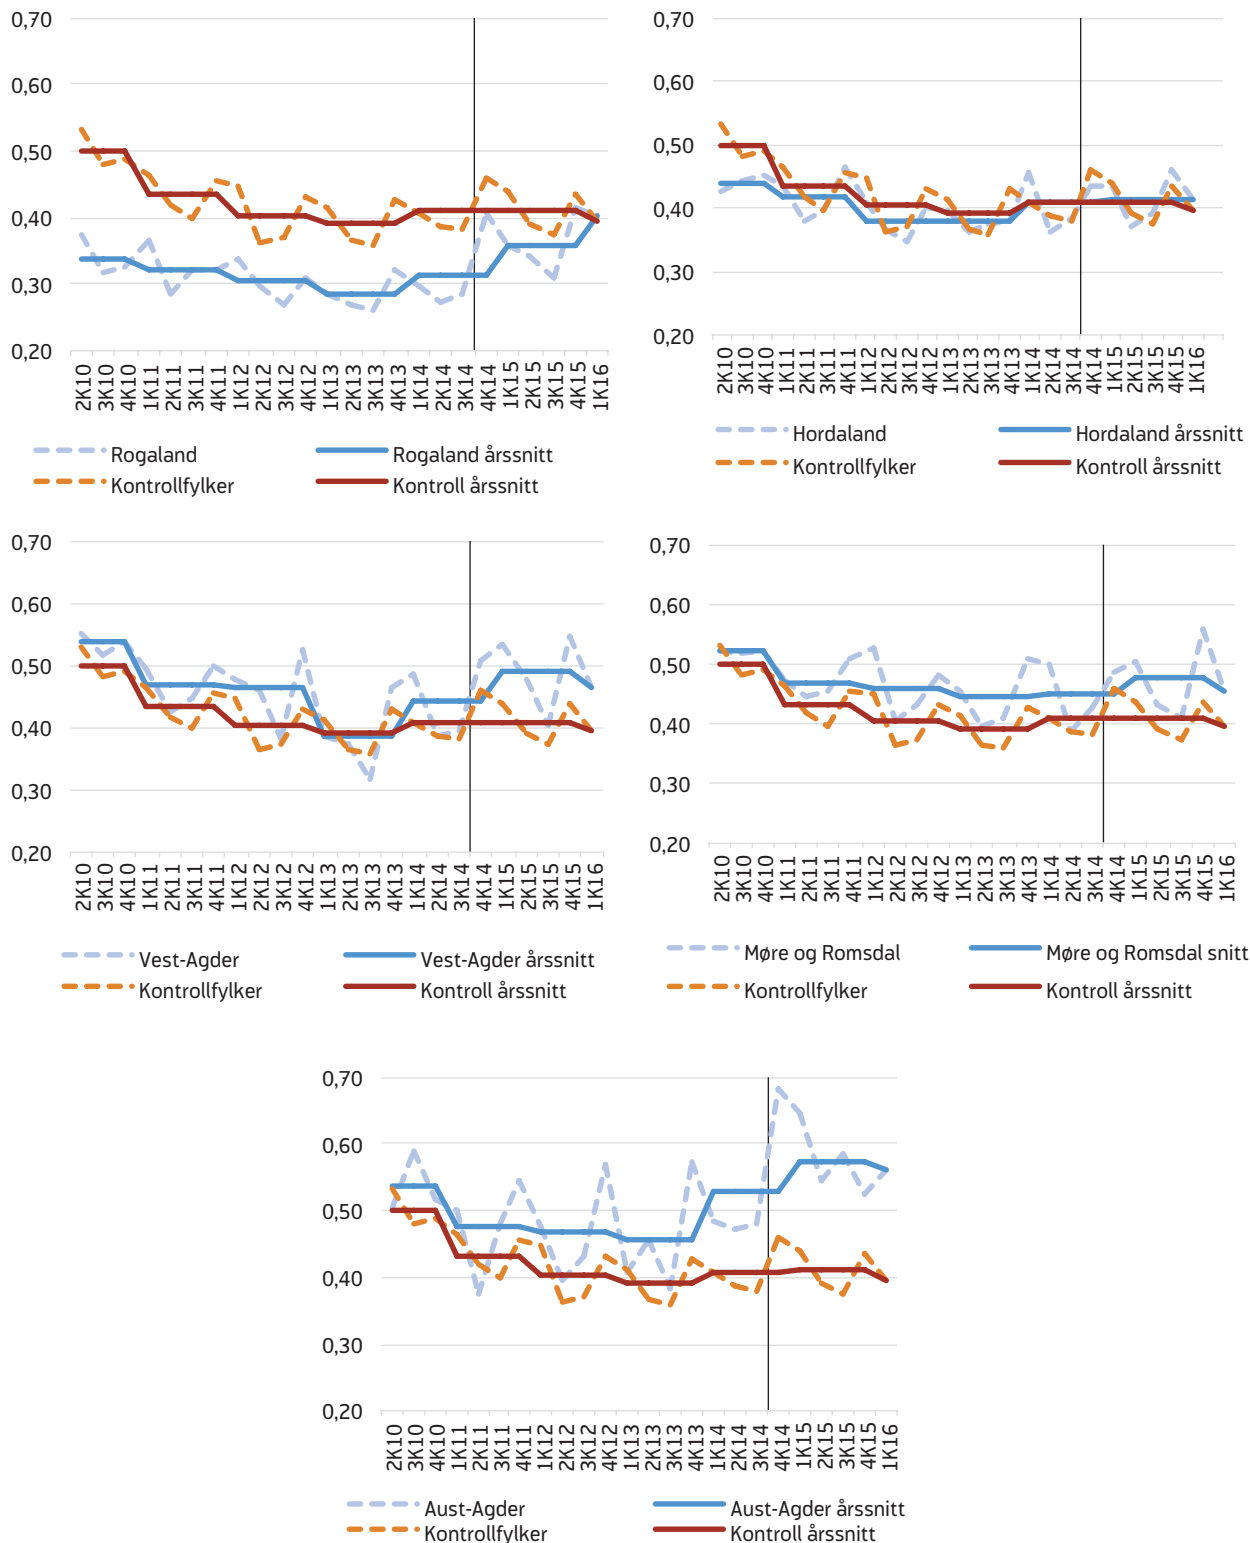 0,70
0,60
0,50
0,40
0,30
0,20
2K10 3K10 4K10 1K11 2K11 3K11 4K11 1K12 2K12 3K12 4K12 1K13 2K13 3K13 4K13 1K14 2K14 3K14 4K14 1K15 2K15 3K15 4K15 1K16
Rogaland Rogaland årssnitt
Kontrollfylker Kontroll årssnitt
0,70
0,60
0,50
0,40
0,30
0,20
2K10 3K10 4K10 1K11 2K11 3K11 4K11 1K12 2K12 3K12 4K12 1K13 2K13 3K13 4K13 1K14 2K14 3K14 4K14 1K15 2K15 3K15 4K15 1K16
Hordaland Hordaland årssnitt
Kontrollfylker Kontroll årssnitt
0,70
0,60
0,50
0,40
0,30
0,20
2K10 3K10 4K10 1K11 2K11 3K11 4K11 1K12 2K12 3K12 4K12 1K13 2K13 3K13 4K13 1K14 2K14 3K14 4K14 1K15 2K15 3K15 4K15 1K16
Vest-Agder Vest-Agder årssnitt
Kontrollfylker Kontroll årssnitt
0,70
0,60
0,50
0,40
0,30
0,20
2K10 3K10 4K10 1K11 2K11 3K11 4K11 1K12 2K12 3K12 4K12 1K13 2K13 3K13 4K13 1K14 2K14 3K14 4K14 1K15 2K15 3K15 4K15 1K16
Møre og Romsdal Møre og Romsdal snitt
Kontrollfylker Kontroll årssnitt
0,70
0,60
0,50
0,40
0,30
0,20
2K10 3K10 4K10 1K11 2K11 3K11 4K11 1K12 2K12 3K12 4K12 1K13 2K13 3K13 4K13 1K14 2K14 3K14 4K14 1K15 2K15 3K15 4K15 1K16
Aust-Agder Aust-Agder årssnitt
Kontrollfylker Kontroll årssnitt